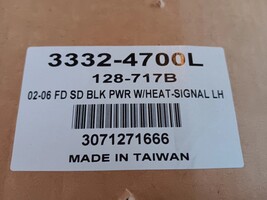 3332-4700L
128-717B
02-06 FD SD BLK PWR W/HEAT-SIGNAL LH
3071271666
MADE IN TAIWAN